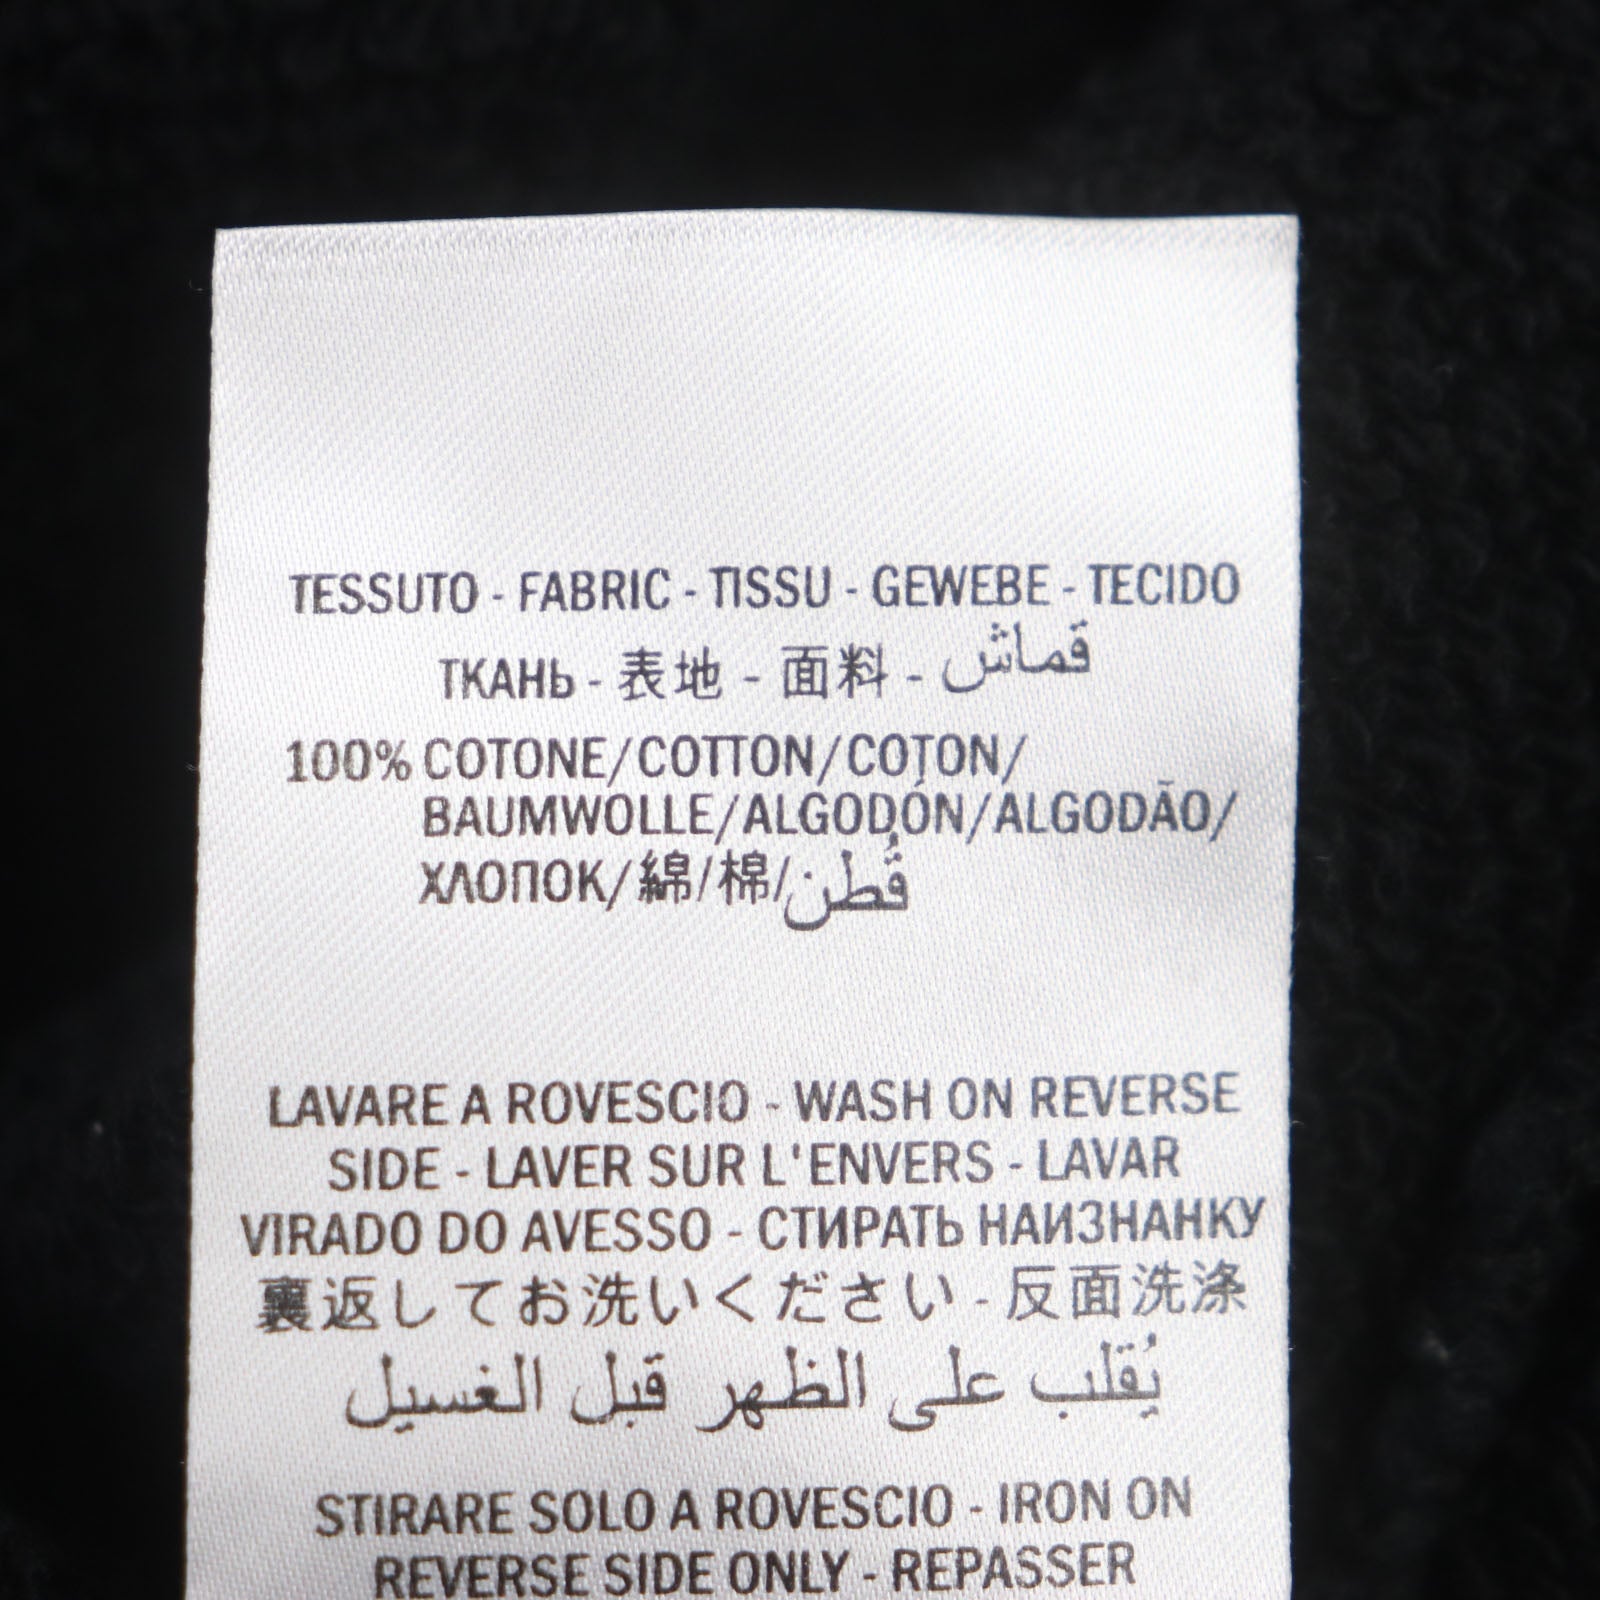 TESSUTO - FABRIC - TISSU - GEWEBE - TECIDO
ТКАНЬ - 表地 - 面料 - قماش
100% COTONE/COTTON/COTON/
BAUMWOLLE/ALGODÓN/ALGODÃO/
ХЛОПОК/綿/棉/قُطن
LAVARE A ROVESCIO - WASH ON REVERSE
SIDE - LAVER SUR L'ENVERS - LAVAR
VIRADO DO AVESSO - СТИРАТЬ НАИЗНАНКУ
裏返してお洗いください - 反面洗涤
يُقلب على الظهر قبل الغسيل
STIRARE SOLO A ROVESCIO - IRON ON
REVERSE SIDE ONLY - REPASSER